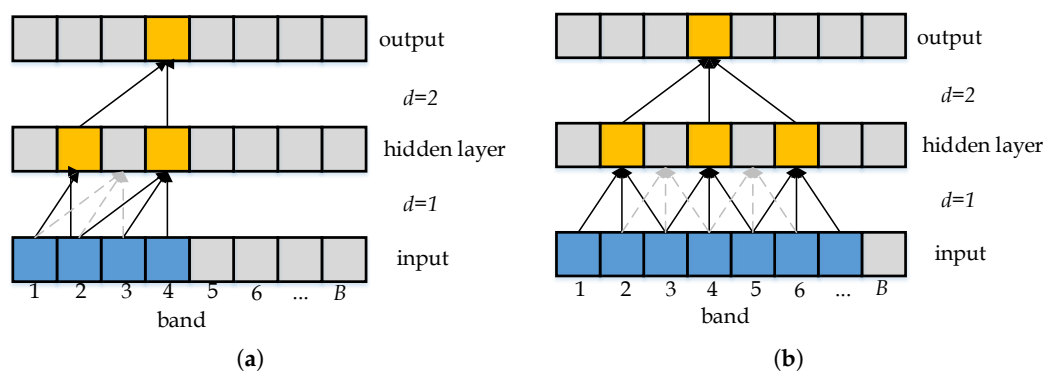 output
d=2
hidden layer
d=1
input
1 2 3 4 5 6 ... B
band
(a)
output
d=2
hidden layer
d=1
input
1 2 3 4 5 6 ... B
band
(b)